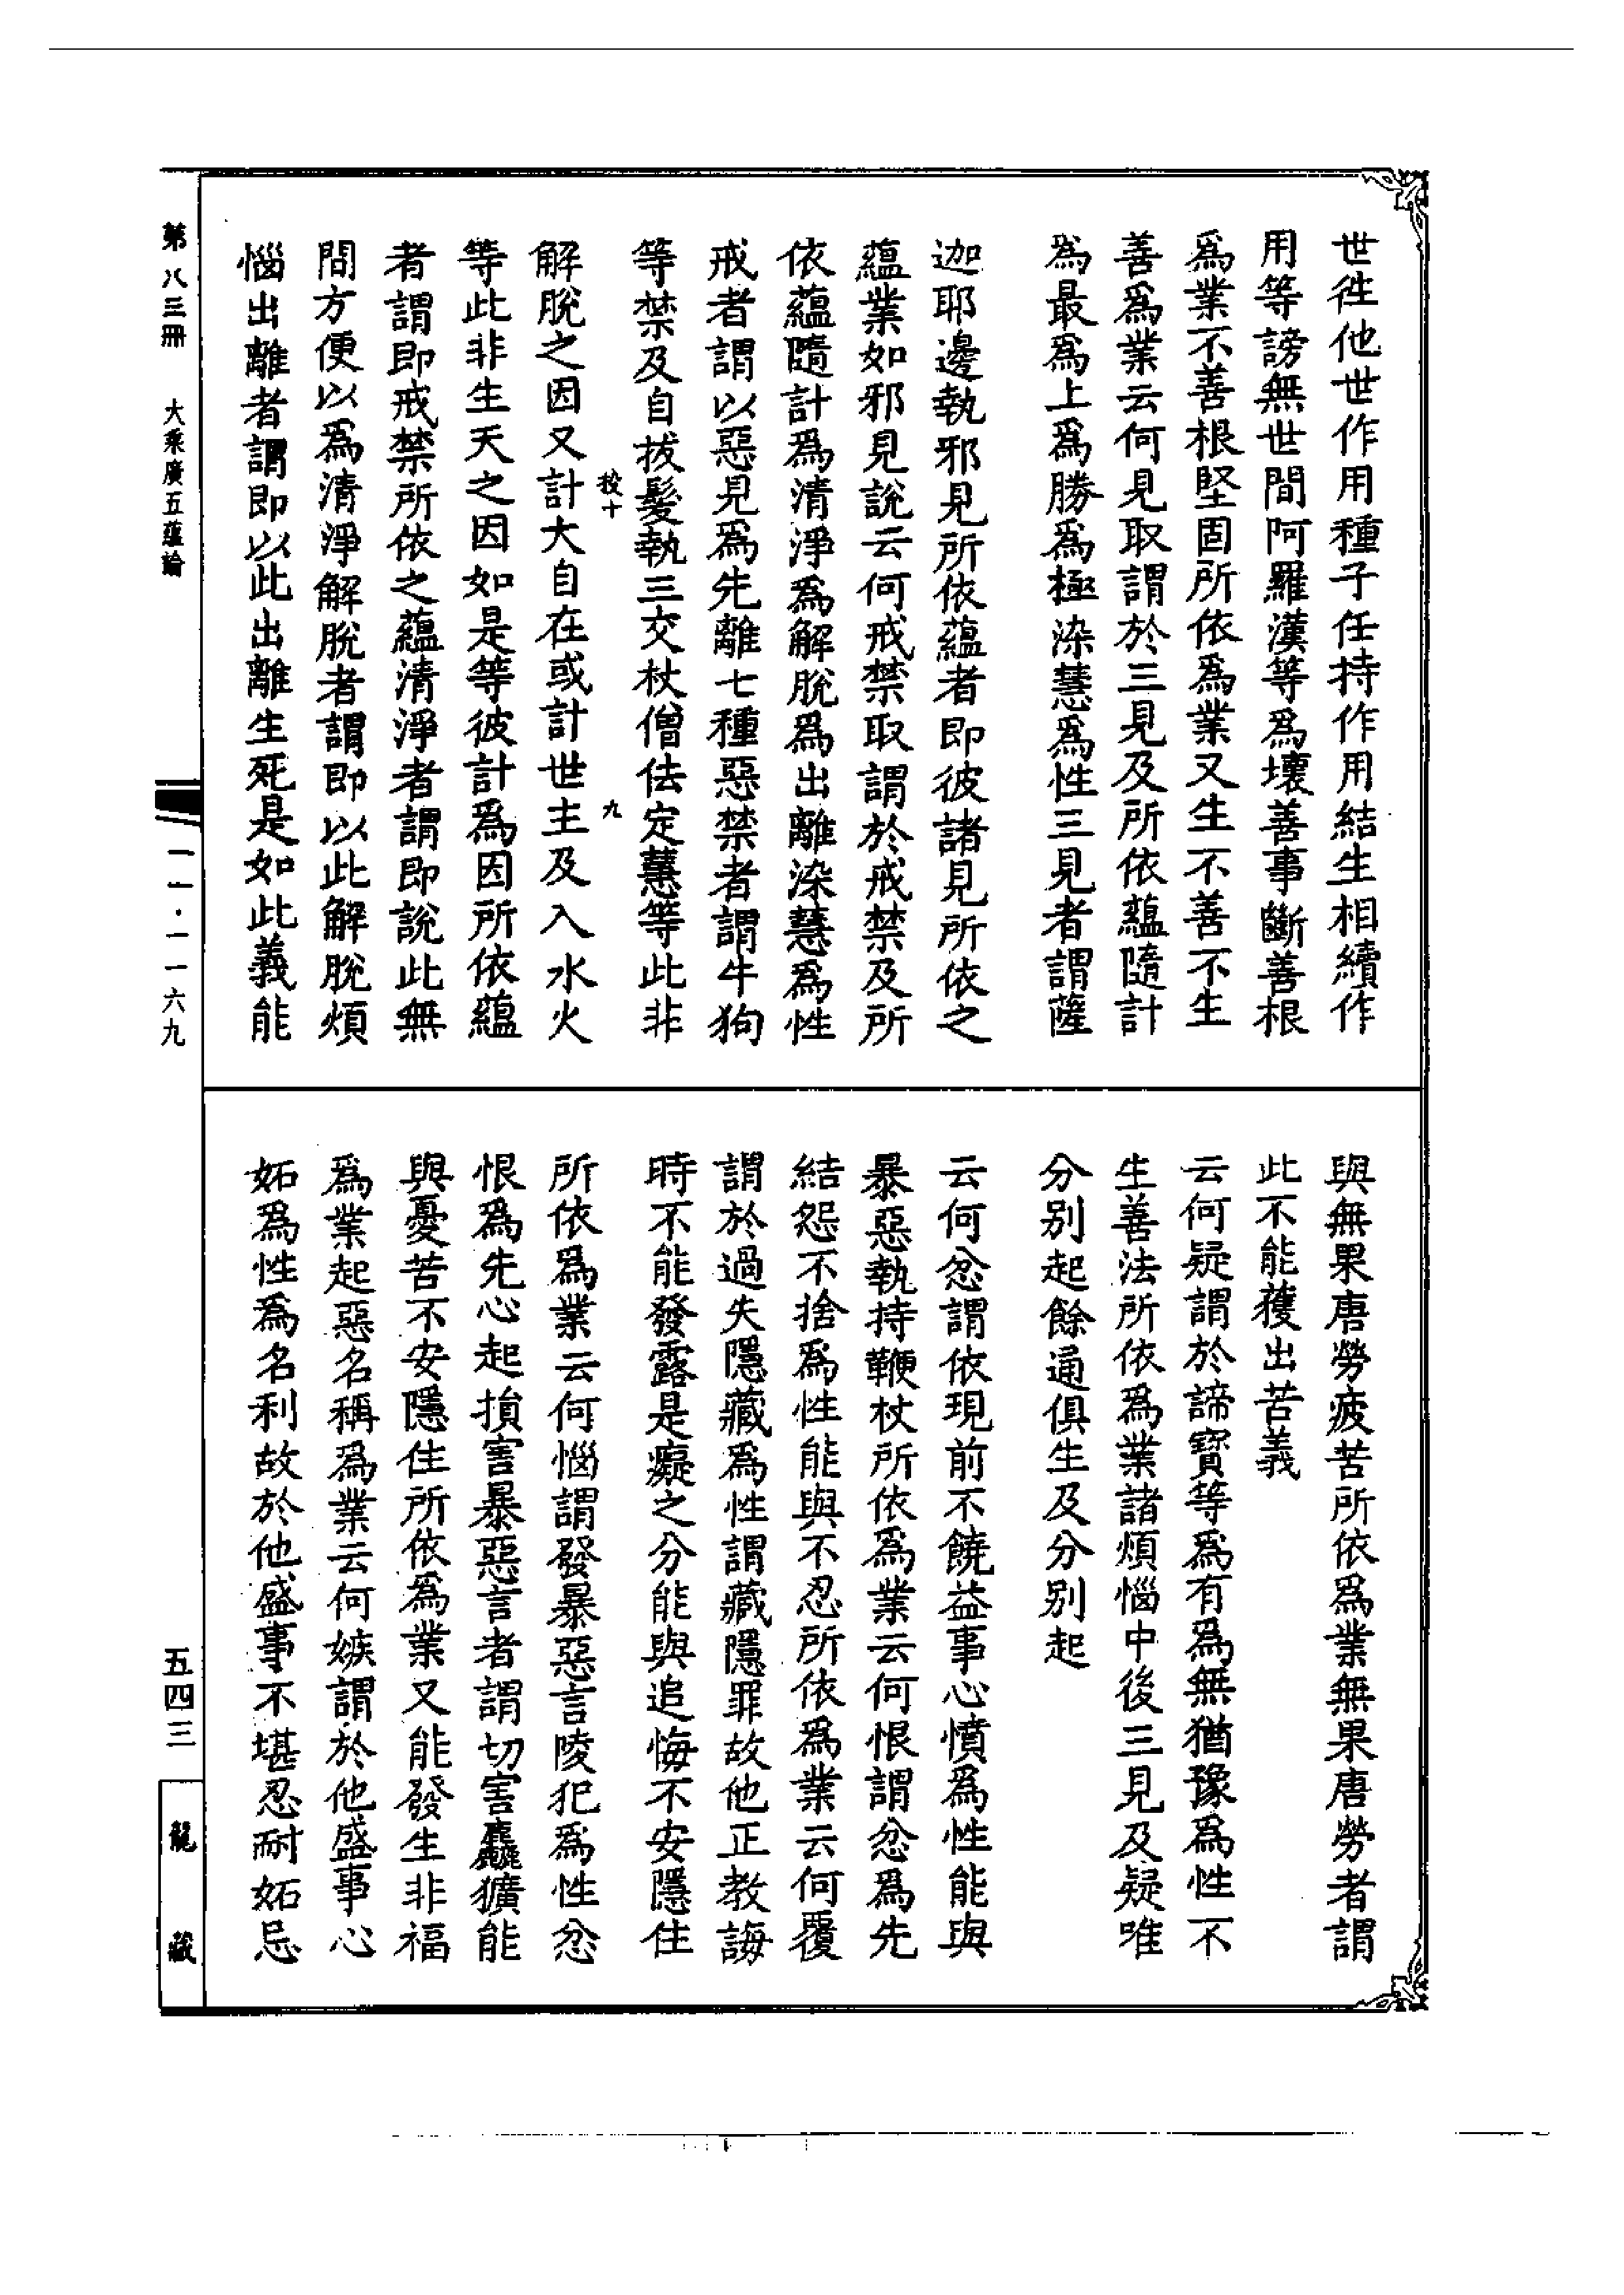 世徃他世作用種子任持作用結生相續作
用等謗無世間阿羅漢等爲壞善事斷善根
爲業不善根堅固所依爲業又生不善不生
善爲業云何見取謂於三見及所依蘊隨計
爲最爲上爲勝爲極染慧爲性三見者謂薩
迦耶邊執邪見所依蘊者即彼諸見所依之
蘊業如邪見說云何戒禁取謂於戒禁及所
依蘊隨計爲清淨爲解脫爲出離染慧爲性
戒者謂以惡見爲先離七種惡禁者謂牛狗
等禁及自拔髮執三交杖僧佉定慧等此非
投十
九
解脫之因又計大自在或計世主及入水火
等此非生天之因如是等彼計爲因所依蘊
者謂即戒禁所依之蘊清淨者謂即說此無
間方便以爲清淨解脫者謂即以此解脫煩
惱出離者謂即以此出離生死是如此義能
與無果唐勞疲苦所依爲業無果唐勞者謂
此不能獲出苦義
云何疑謂於諦寶等爲有爲無猶豫爲性不
生善法所依爲業諸煩惱中後三見及疑唯
分別起餘通俱生及分別起
云何忿謂依現前不饒益事心憤爲性能與
暴惡執持鞭杖所依爲業云何恨謂忿爲先
結怨不捨爲性能與不忍所依爲業云何覆
謂於過失隱藏爲性謂藏隱罪故他正教誨
時不能發露是癡之分能與追悔不安隱住
所依爲業云何惱謂發暴惡言陵犯爲性忿
恨爲先心起損害暴惡言者謂切害麤獷能
與憂苦不安隱住所依爲業又能發生非福
爲業起惡名稱爲業云何嫉謂於他盛事心
妬爲性爲名利故於他盛事不堪忍耐妬忌
第八三冊 大乘廣五蘊論
一一·一一六九
五四三
龍藏